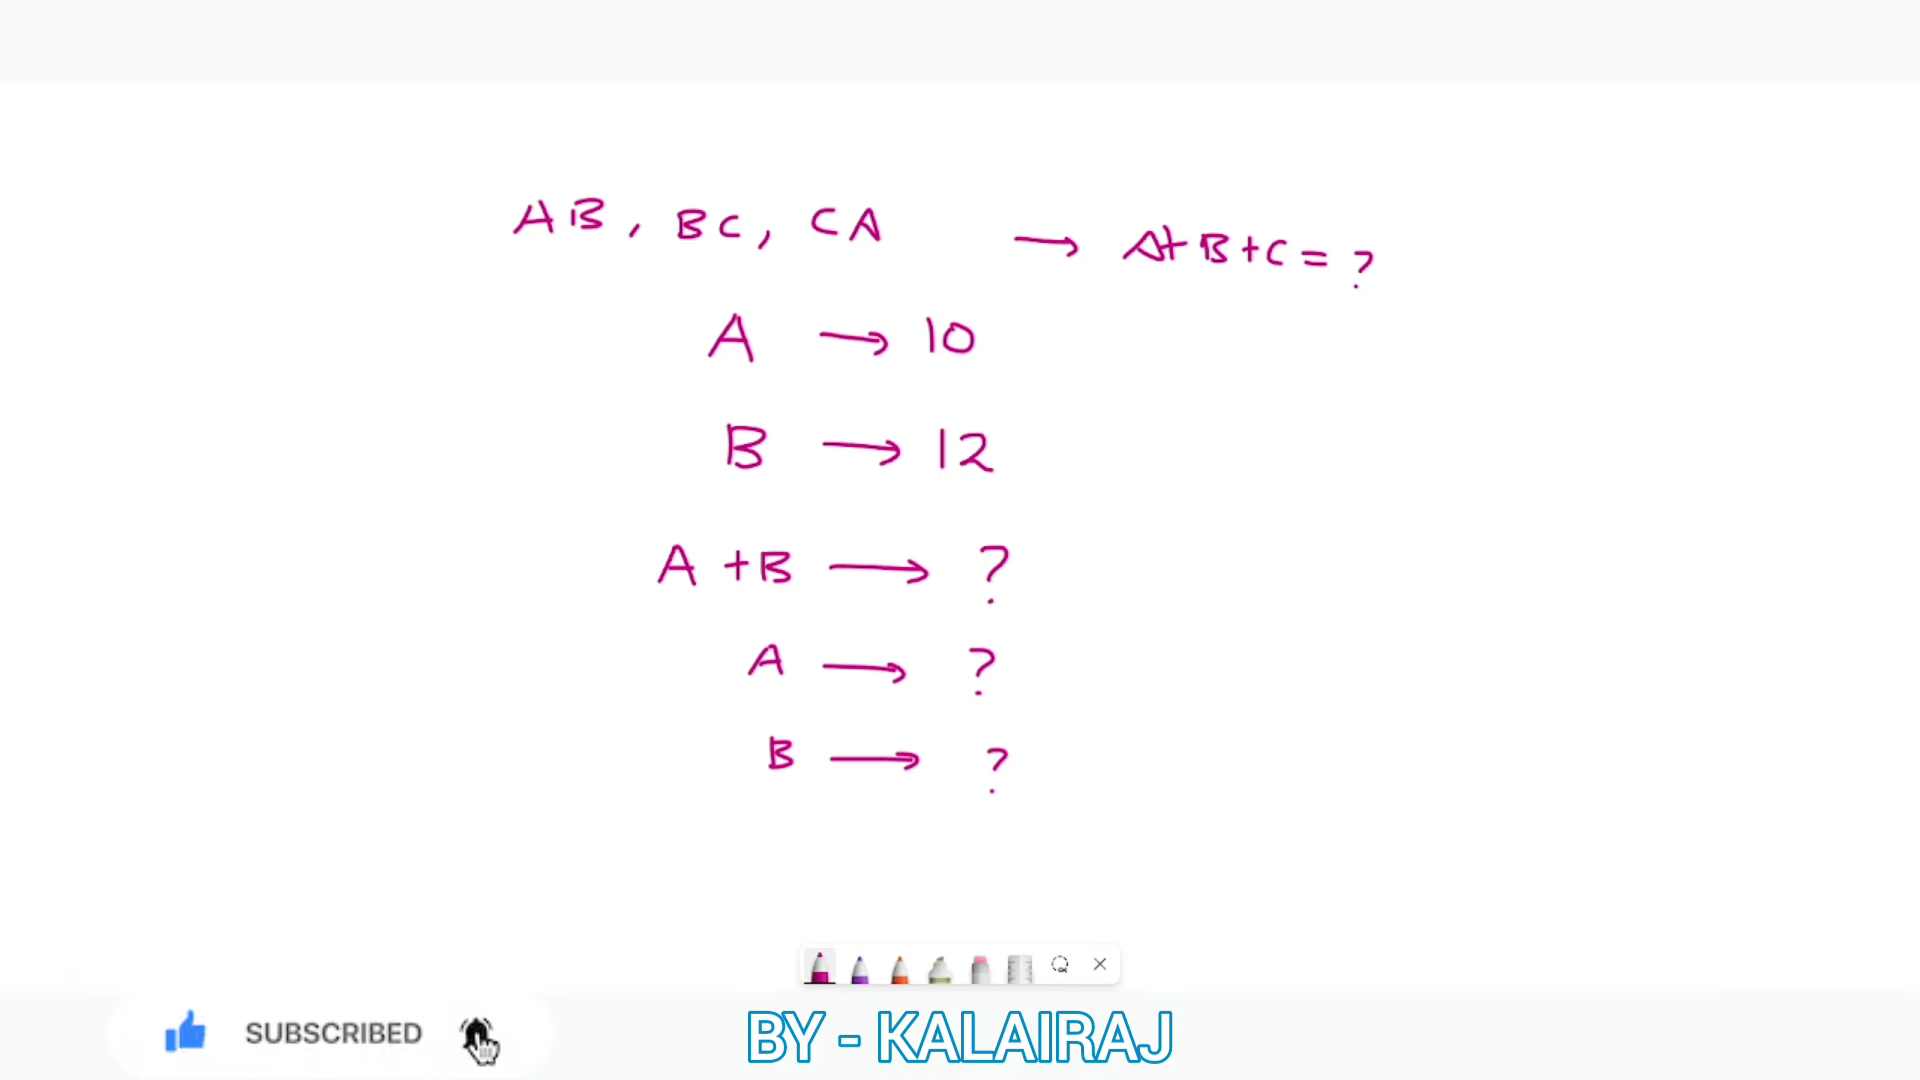 AB, BC, CA → A+B+C = ?
A → 10
B → 12
A + B → ?
A → ?
B → ?
SUBSCRIBED
BY - KALAIRAJ